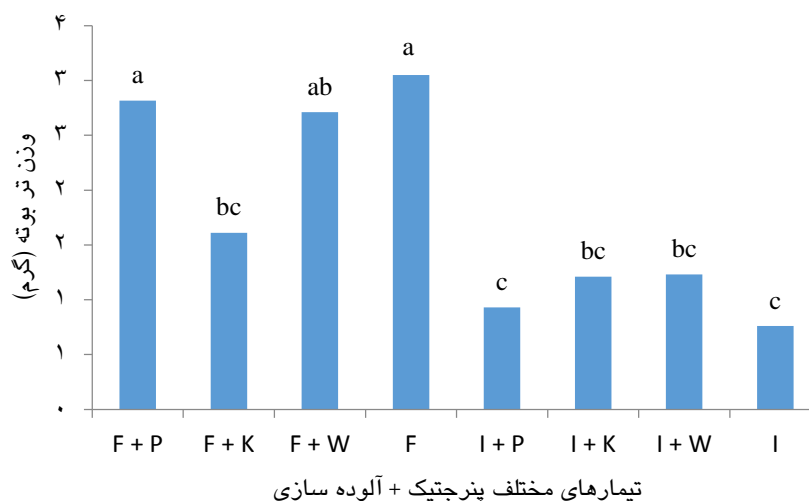 ۴
۳
۳
۲
۲
۱
۱
۰
وزن تر بوته (گرم)
a
bc
ab
a
c
bc
bc
c
F + P
F + K
F + W
F
I + P
I + K
I + W
I
تیمارهای مختلف پنرجتیک + آلوده سازی